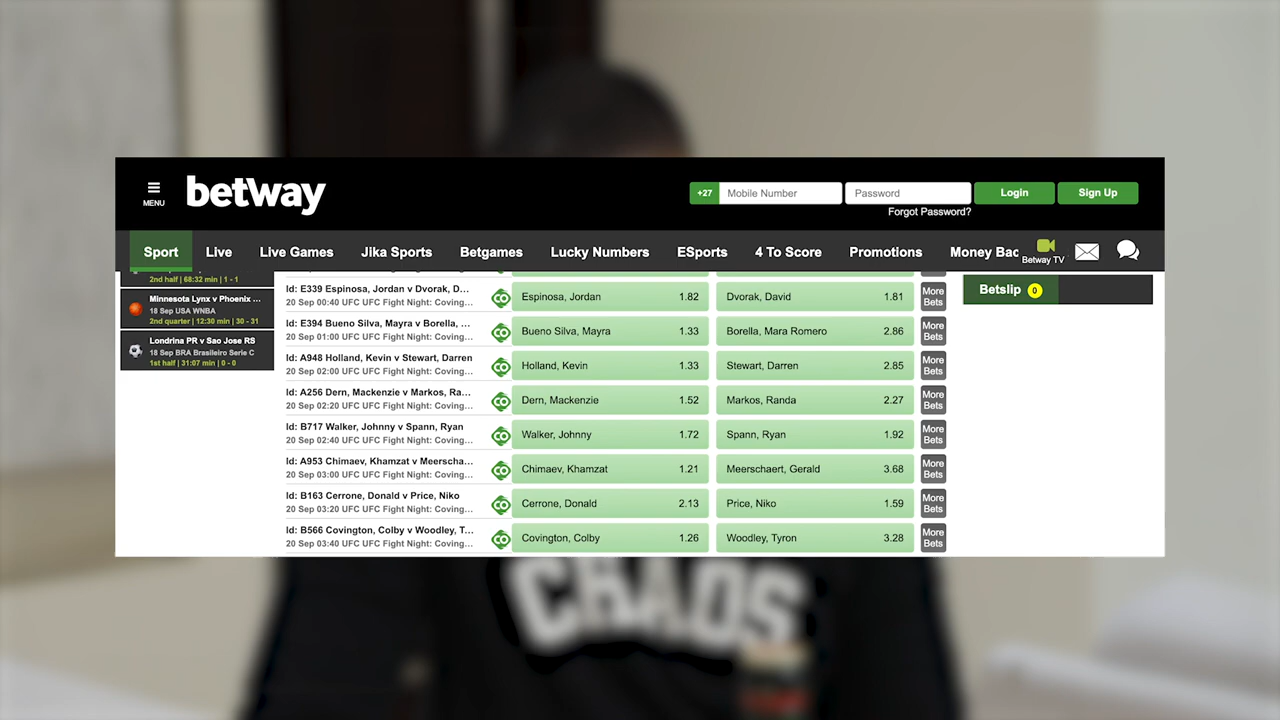 MENU
betway
+27 Mobile Number Password Login Sign Up
Forgot Password?
Sport Live Live Games Jika Sports Betgames Lucky Numbers ESports 4 To Score Promotions Money Bac Betway TV
2nd half | 68:32 min | 1 - 1
Minnesota Lynx v Phoenix ...
18 Sep USA WNBA
2nd quarter | 12:30 min | 30 - 31
Londrina PR v Sao Jose RS
18 Sep BRA Brasileiro Serie C
1st half | 31:07 min | 0 - 0
Id: E339 Espinosa, Jordan v Dvorak, D...
20 Sep 00:40 UFC UFC Fight Night: Coving...
CO Espinosa, Jordan 1.82 Dvorak, David 1.81 More Bets
Id: E394 Bueno Silva, Mayra v Borella, ...
20 Sep 01:00 UFC UFC Fight Night: Coving...
CO Bueno Silva, Mayra 1.33 Borella, Mara Romero 2.86 More Bets
Id: A948 Holland, Kevin v Stewart, Darren
20 Sep 02:00 UFC UFC Fight Night: Coving...
CO Holland, Kevin 1.33 Stewart, Darren 2.85 More Bets
Id: A256 Dern, Mackenzie v Markos, Ra...
20 Sep 02:20 UFC UFC Fight Night: Coving...
CO Dern, Mackenzie 1.52 Markos, Randa 2.27 More Bets
Id: B717 Walker, Johnny v Spann, Ryan
20 Sep 02:40 UFC UFC Fight Night: Coving...
CO Walker, Johnny 1.72 Spann, Ryan 1.92 More Bets
Id: A953 Chimaev, Khamzat v Meerscha...
20 Sep 03:00 UFC UFC Fight Night: Coving...
CO Chimaev, Khamzat 1.21 Meerschaert, Gerald 3.68 More Bets
Id: B163 Cerrone, Donald v Price, Niko
20 Sep 03:20 UFC UFC Fight Night: Coving...
CO Cerrone, Donald 2.13 Price, Niko 1.59 More Bets
Id: B566 Covington, Colby v Woodley, T...
20 Sep 03:40 UFC UFC Fight Night: Coving...
CO Covington, Colby 1.26 Woodley, Tyron 3.28 More Bets
Betslip 0
CHAOS